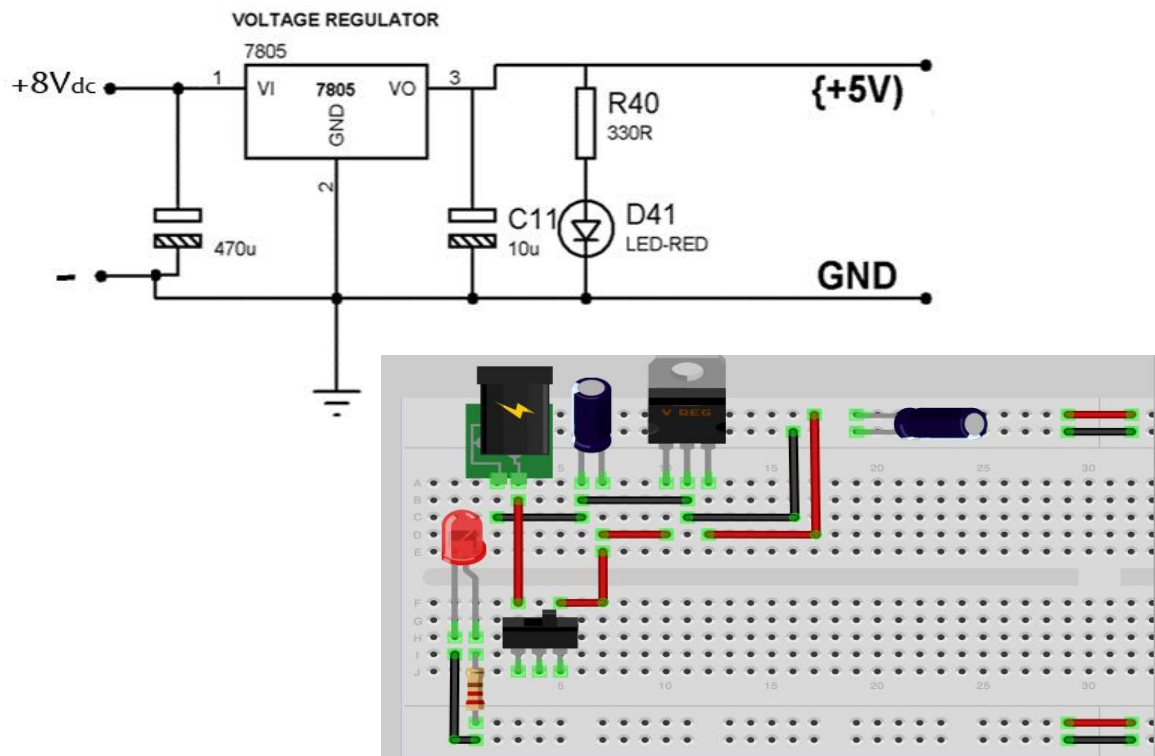 VOLTAGE REGULATOR
7805
+8Vdc
1
VI
7805
VO
3
GND
2
{+5V)
R40
330R
470u
C11
10u
D41
LED-RED
-
GND
V REG
5
10
15
20
25
30
A
B
C
D
E
F
G
H
I
J
5
10
15
20
25
30